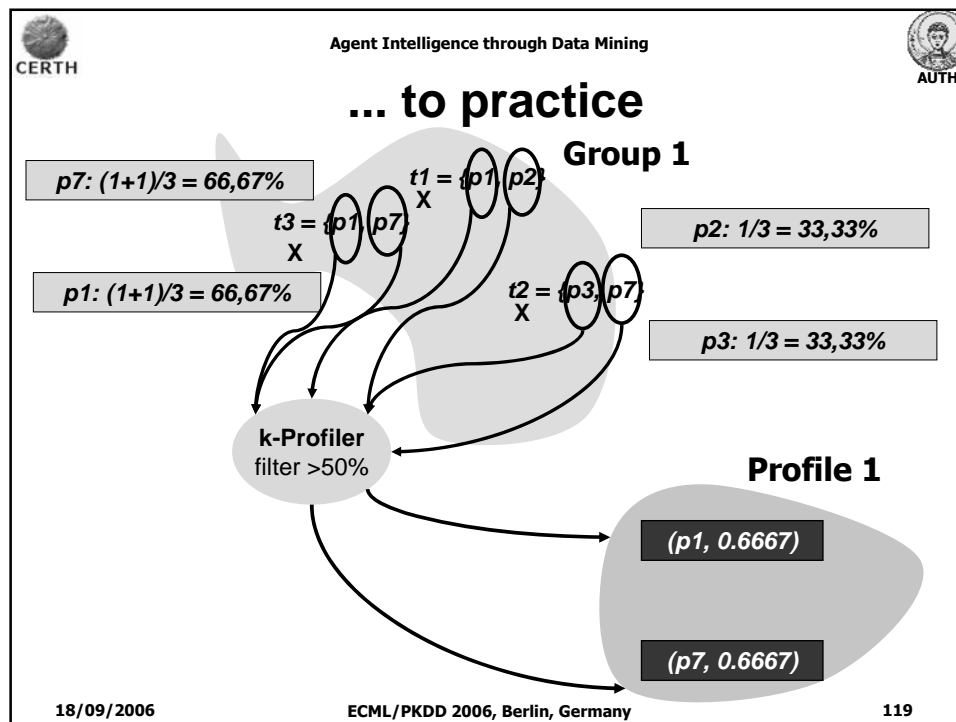 CERTH
Agent Intelligence through Data Mining
AUTH
... to practice
Group 1
p7: (1+1)/3 = 66,67%
t1 = {p1, p2}
X
t3 = {p1, p7}
X
p2: 1/3 = 33,33%
p1: (1+1)/3 = 66,67%
t2 = {p3, p7}
X
p3: 1/3 = 33,33%
k-Profiler
filter >50%
Profile 1
(p1, 0.6667)
(p7, 0.6667)
18/09/2006
ECML/PKDD 2006, Berlin, Germany
119